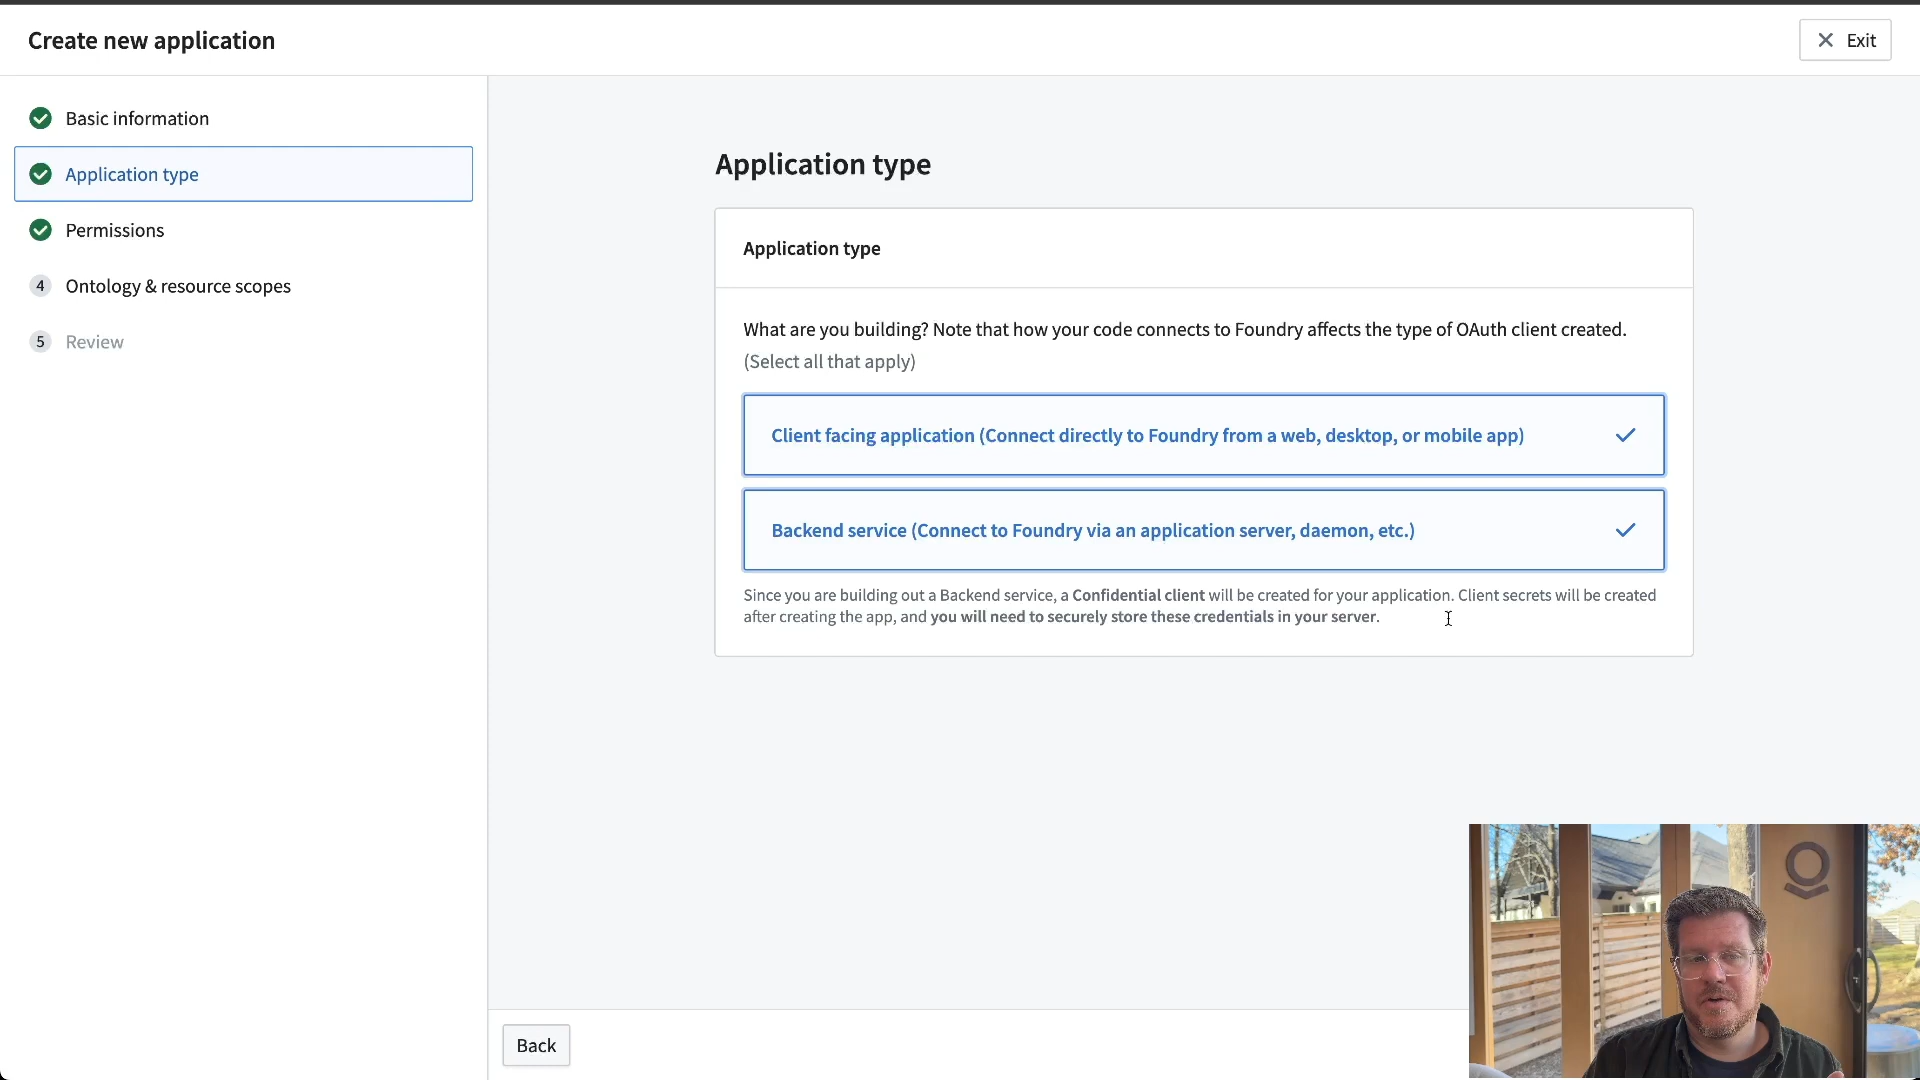 Create new application
Exit
Basic information
Application type
Permissions
4 Ontology & resource scopes
5 Review
Application type
Application type
What are you building? Note that how your code connects to Foundry affects the type of OAuth client created.
(Select all that apply)
Client facing application (Connect directly to Foundry from a web, desktop, or mobile app)
Backend service (Connect to Foundry via an application server, daemon, etc.)
Since you are building out a Backend service, a Confidential client will be created for your application. Client secrets will be created
after creating the app, and you will need to securely store these credentials in your server.
Back